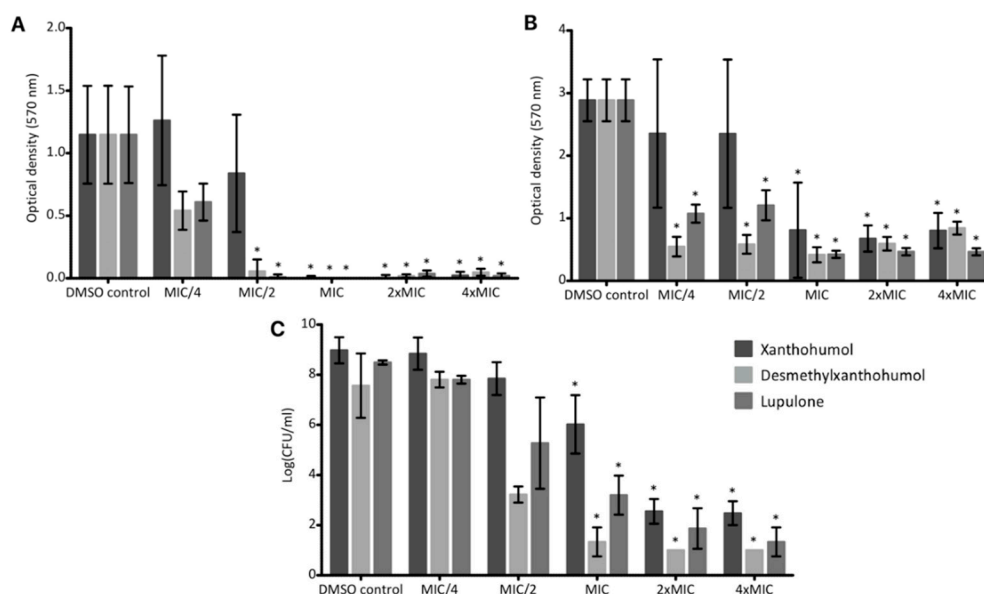 A
Optical density (570 nm)
2.0
1.5
1.0
0.5
0.0
* * * * * * * * * * *
DMSO control MIC/4 MIC/2 MIC 2xMIC 4xMIC
B
Optical density (570 nm)
4
3
2
1
0
* * * * * * * * * * * * *
DMSO control MIC/4 MIC/2 MIC 2xMIC 4xMIC
C
Log(CFU/ml)
10
8
6
4
2
0
* * * * * * * * *
DMSO control MIC/4 MIC/2 MIC 2xMIC 4xMIC
Xanthohumol
Desmethylxanthohumol
Lupulone